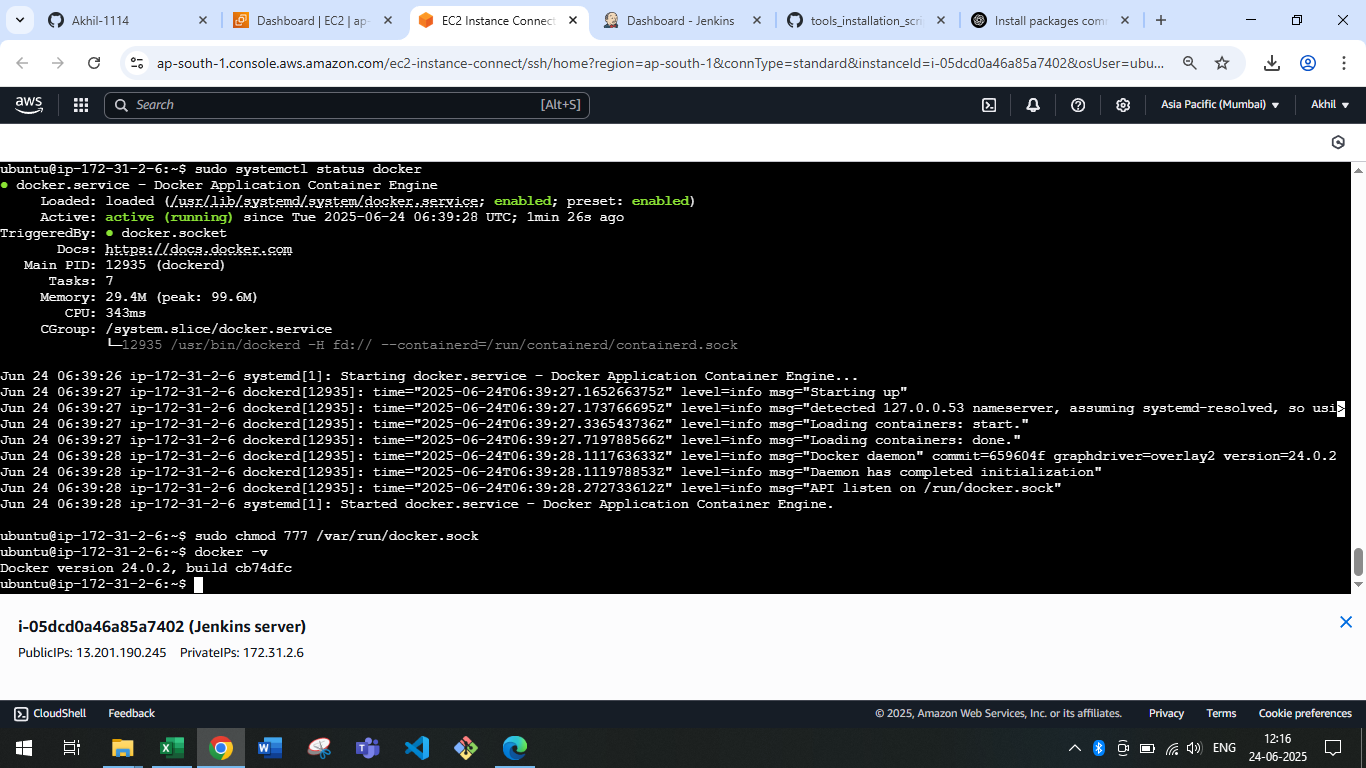 Akhil-1114
Dashboard | EC2 | ap-
EC2 Instance Connect
Dashboard - Jenkins
tools_installation_scri
Install packages com
ap-south-1.console.aws.amazon.com/ec2-instance-connect/ssh/home?region=ap-south-1&connType=standard&instanceId=i-05dcd0a46a85a7402&osUser=ubu...
aws
Search
[Alt+S]
Asia Pacific (Mumbai) ▼
Akhil ▼
ubuntu@ip-172-31-2-6:~$ sudo systemctl status docker
● docker.service - Docker Application Container Engine
Loaded: loaded (/usr/lib/systemd/system/docker.service; enabled; preset: enabled)
Active: active (running) since Tue 2025-06-24 06:39:28 UTC; 1min 26s ago
TriggeredBy: ● docker.socket
Docs: https://docs.docker.com
Main PID: 12935 (dockerd)
Tasks: 7
Memory: 29.4M (peak: 99.6M)
CPU: 343ms
CGroup: /system.slice/docker.service
└─12935 /usr/bin/dockerd -H fd:// --containerd=/run/containerd/containerd.sock
Jun 24 06:39:26 ip-172-31-2-6 systemd[1]: Starting docker.service - Docker Application Container Engine...
Jun 24 06:39:27 ip-172-31-2-6 dockerd[12935]: time="2025-06-24T06:39:27.165266375Z" level=info msg="Starting up"
Jun 24 06:39:27 ip-172-31-2-6 dockerd[12935]: time="2025-06-24T06:39:27.173766695Z" level=info msg="detected 127.0.0.53 nameserver, assuming systemd-resolved, so usi>
Jun 24 06:39:27 ip-172-31-2-6 dockerd[12935]: time="2025-06-24T06:39:27.336543736Z" level=info msg="Loading containers: start."
Jun 24 06:39:27 ip-172-31-2-6 dockerd[12935]: time="2025-06-24T06:39:27.719788566Z" level=info msg="Loading containers: done."
Jun 24 06:39:28 ip-172-31-2-6 dockerd[12935]: time="2025-06-24T06:39:28.111763633Z" level=info msg="Docker daemon" commit=659604f graphdriver=overlay2 version=24.0.2
Jun 24 06:39:28 ip-172-31-2-6 dockerd[12935]: time="2025-06-24T06:39:28.111978853Z" level=info msg="Daemon has completed initialization"
Jun 24 06:39:28 ip-172-31-2-6 dockerd[12935]: time="2025-06-24T06:39:28.272733612Z" level=info msg="API listen on /run/docker.sock"
Jun 24 06:39:28 ip-172-31-2-6 systemd[1]: Started docker.service - Docker Application Container Engine.
ubuntu@ip-172-31-2-6:~$ sudo chmod 777 /var/run/docker.sock
ubuntu@ip-172-31-2-6:~$ docker -v
Docker version 24.0.2, build cb74dfc
ubuntu@ip-172-31-2-6:~$
i-05dcd0a46a85a7402 (Jenkins server)
PublicIPs: 13.201.190.245 PrivateIPs: 172.31.2.6
CloudShell
Feedback
© 2025, Amazon Web Services, Inc. or its affiliates.
Privacy
Terms
Cookie preferences
ENG
12:16
24-06-2025